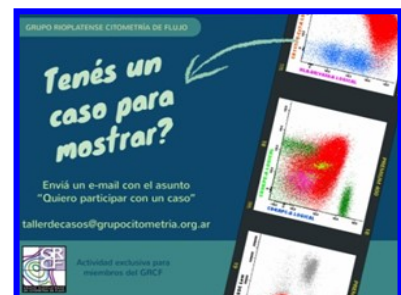 GRUPO RIOPLATENSE CITOMETRÍA DE FLUJO
Tenés un
caso para
mostrar?
Enviá un e-mail con el asunto
"Quiero participar con un caso"
tallerdecasos@grupocitometria.org.ar
Actividad exclusiva para
miembros del GRCF